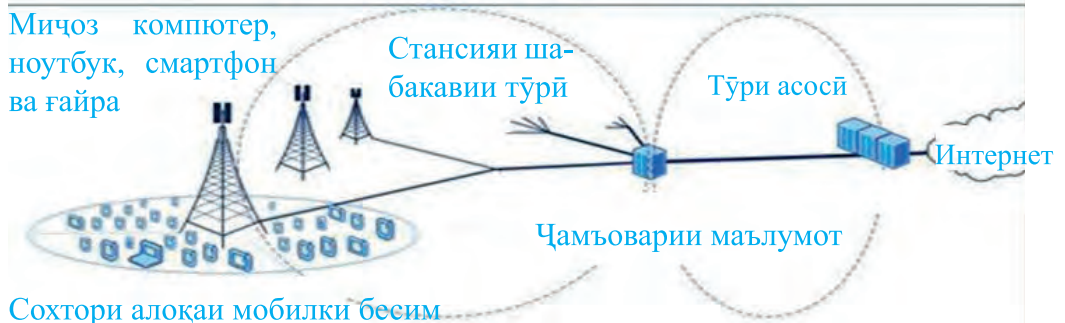 Миҷоз компютер,
ноутбук, смартфон
ва ғайра
Стансияи ша-
бакавии тӯрӣ
Тӯри асосӣ
Интернет
Ҷамъоварии маълумот
Сохтори алоқаи мобилки бесим